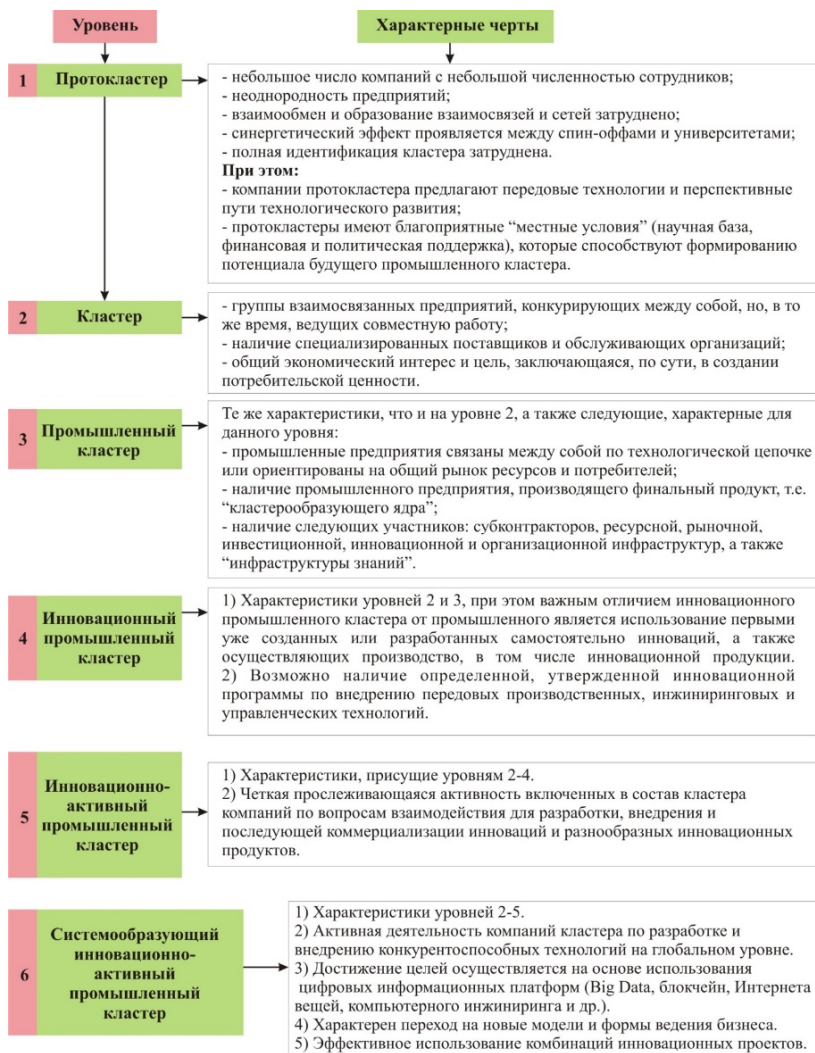 Уровень
Характерные черты
1
Протокластер
- небольшое число компаний с небольшой численностью сотрудников;
- неоднородность предприятий;
- взаимообмен и образование взаимосвязей и сетей затруднено;
- синергетический эффект проявляется между спин-оффами и университетами;
- полная идентификация кластера затруднена.
При этом:
- компании протокластера предлагают передовые технологии и перспективные
пути технологического развития;
- протокластеры имеют благоприятные “местные условия” (научная база,
финансовая и политическая поддержка), которые способствуют формированию
потенциала будущего промышленного кластера.
2
Кластер
- группы взаимосвязанных предприятий, конкурирующих между собой, но, в то
же время, ведущих совместную работу;
- наличие специализированных поставщиков и обслуживающих организаций;
- общий экономический интерес и цель, заключающаяся, по сути, в создании
потребительской ценности.
3
Промышленный
кластер
Те же характеристики, что и на уровне 2, а также следующие, характерные для
данного уровня:
- промышленные предприятия связаны между собой по технологической цепочке
или ориентированы на общий рынок ресурсов и потребителей;
- наличие промышленного предприятия, производящего финальный продукт, т.е.
“кластерообразующего ядра”;
- наличие следующих участников: субконтракторов, ресурсной, рыночной,
инвестиционной, инновационной и организационной инфраструктур, а также
“инфраструктуры знаний”.
4
Инновационный
промышленный
кластер
1) Характеристики уровней 2 и 3, при этом важным отличием инновационного
промышленного кластера от промышленного является использование первыми
уже созданных или разработанных самостоятельно инноваций, а также
осуществляющих производство, в том числе инновационной продукции.
2) Возможно наличие определенной, утвержденной инновационной
программы по внедрению передовых производственных, инжиниринговых и
управленческих технологий.
5
Инновационно-
активный
промышленный
кластер
1) Характеристики, присущие уровням 2-4.
2) Четкая прослеживающаяся активность включенных в состав кластера
компаний по вопросам взаимодействия для разработки, внедрения и
последующей коммерциализации инноваций и разнообразных инновационных
продуктов.
6
Системообразующий
инновационно-
активный
промышленный
кластер
1) Характеристики уровней 2-5.
2) Активная деятельность компаний кластера по разработке и
внедрению конкурентоспособных технологий на глобальном уровне.
3) Достижение целей осуществляется на основе использования
цифровых информационных платформ (Big Data, блокчейн, Интернета
вещей, компьютерного инжиниринга и др.).
4) Характерен переход на новые модели и формы ведения бизнеса.
5) Эффективное использование комбинаций инновационных проектов.